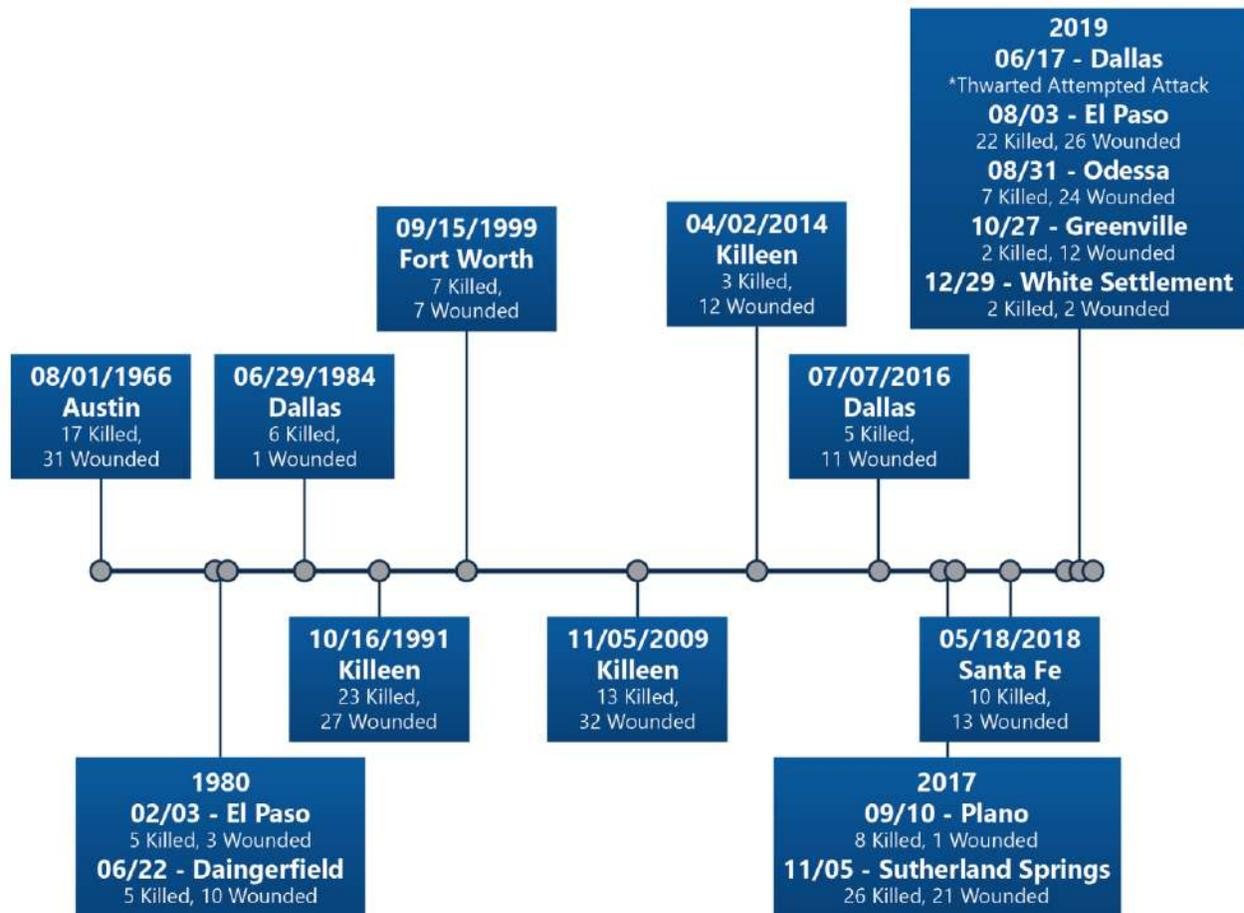 2019
06/17 - Dallas
*Thwarted Attempted Attack
08/03 - El Paso
22 Killed, 26 Wounded
08/31 - Odessa
7 Killed, 24 Wounded
10/27 - Greenville
2 Killed, 12 Wounded
12/29 - White Settlement
2 Killed, 2 Wounded
09/15/1999
Fort Worth
7 Killed,
7 Wounded
04/02/2014
Killeen
3 Killed,
12 Wounded
08/01/1966
Austin
17 Killed,
31 Wounded
06/29/1984
Dallas
6 Killed,
1 Wounded
07/07/2016
Dallas
5 Killed,
11 Wounded
10/16/1991
Killeen
23 Killed,
27 Wounded
11/05/2009
Killeen
13 Killed,
32 Wounded
05/18/2018
Santa Fe
10 Killed,
13 Wounded
1980
02/03 - El Paso
5 Killed, 3 Wounded
06/22 - Daingerfield
5 Killed, 10 Wounded
2017
09/10 - Plano
8 Killed, 1 Wounded
11/05 - Sutherland Springs
26 Killed, 21 Wounded